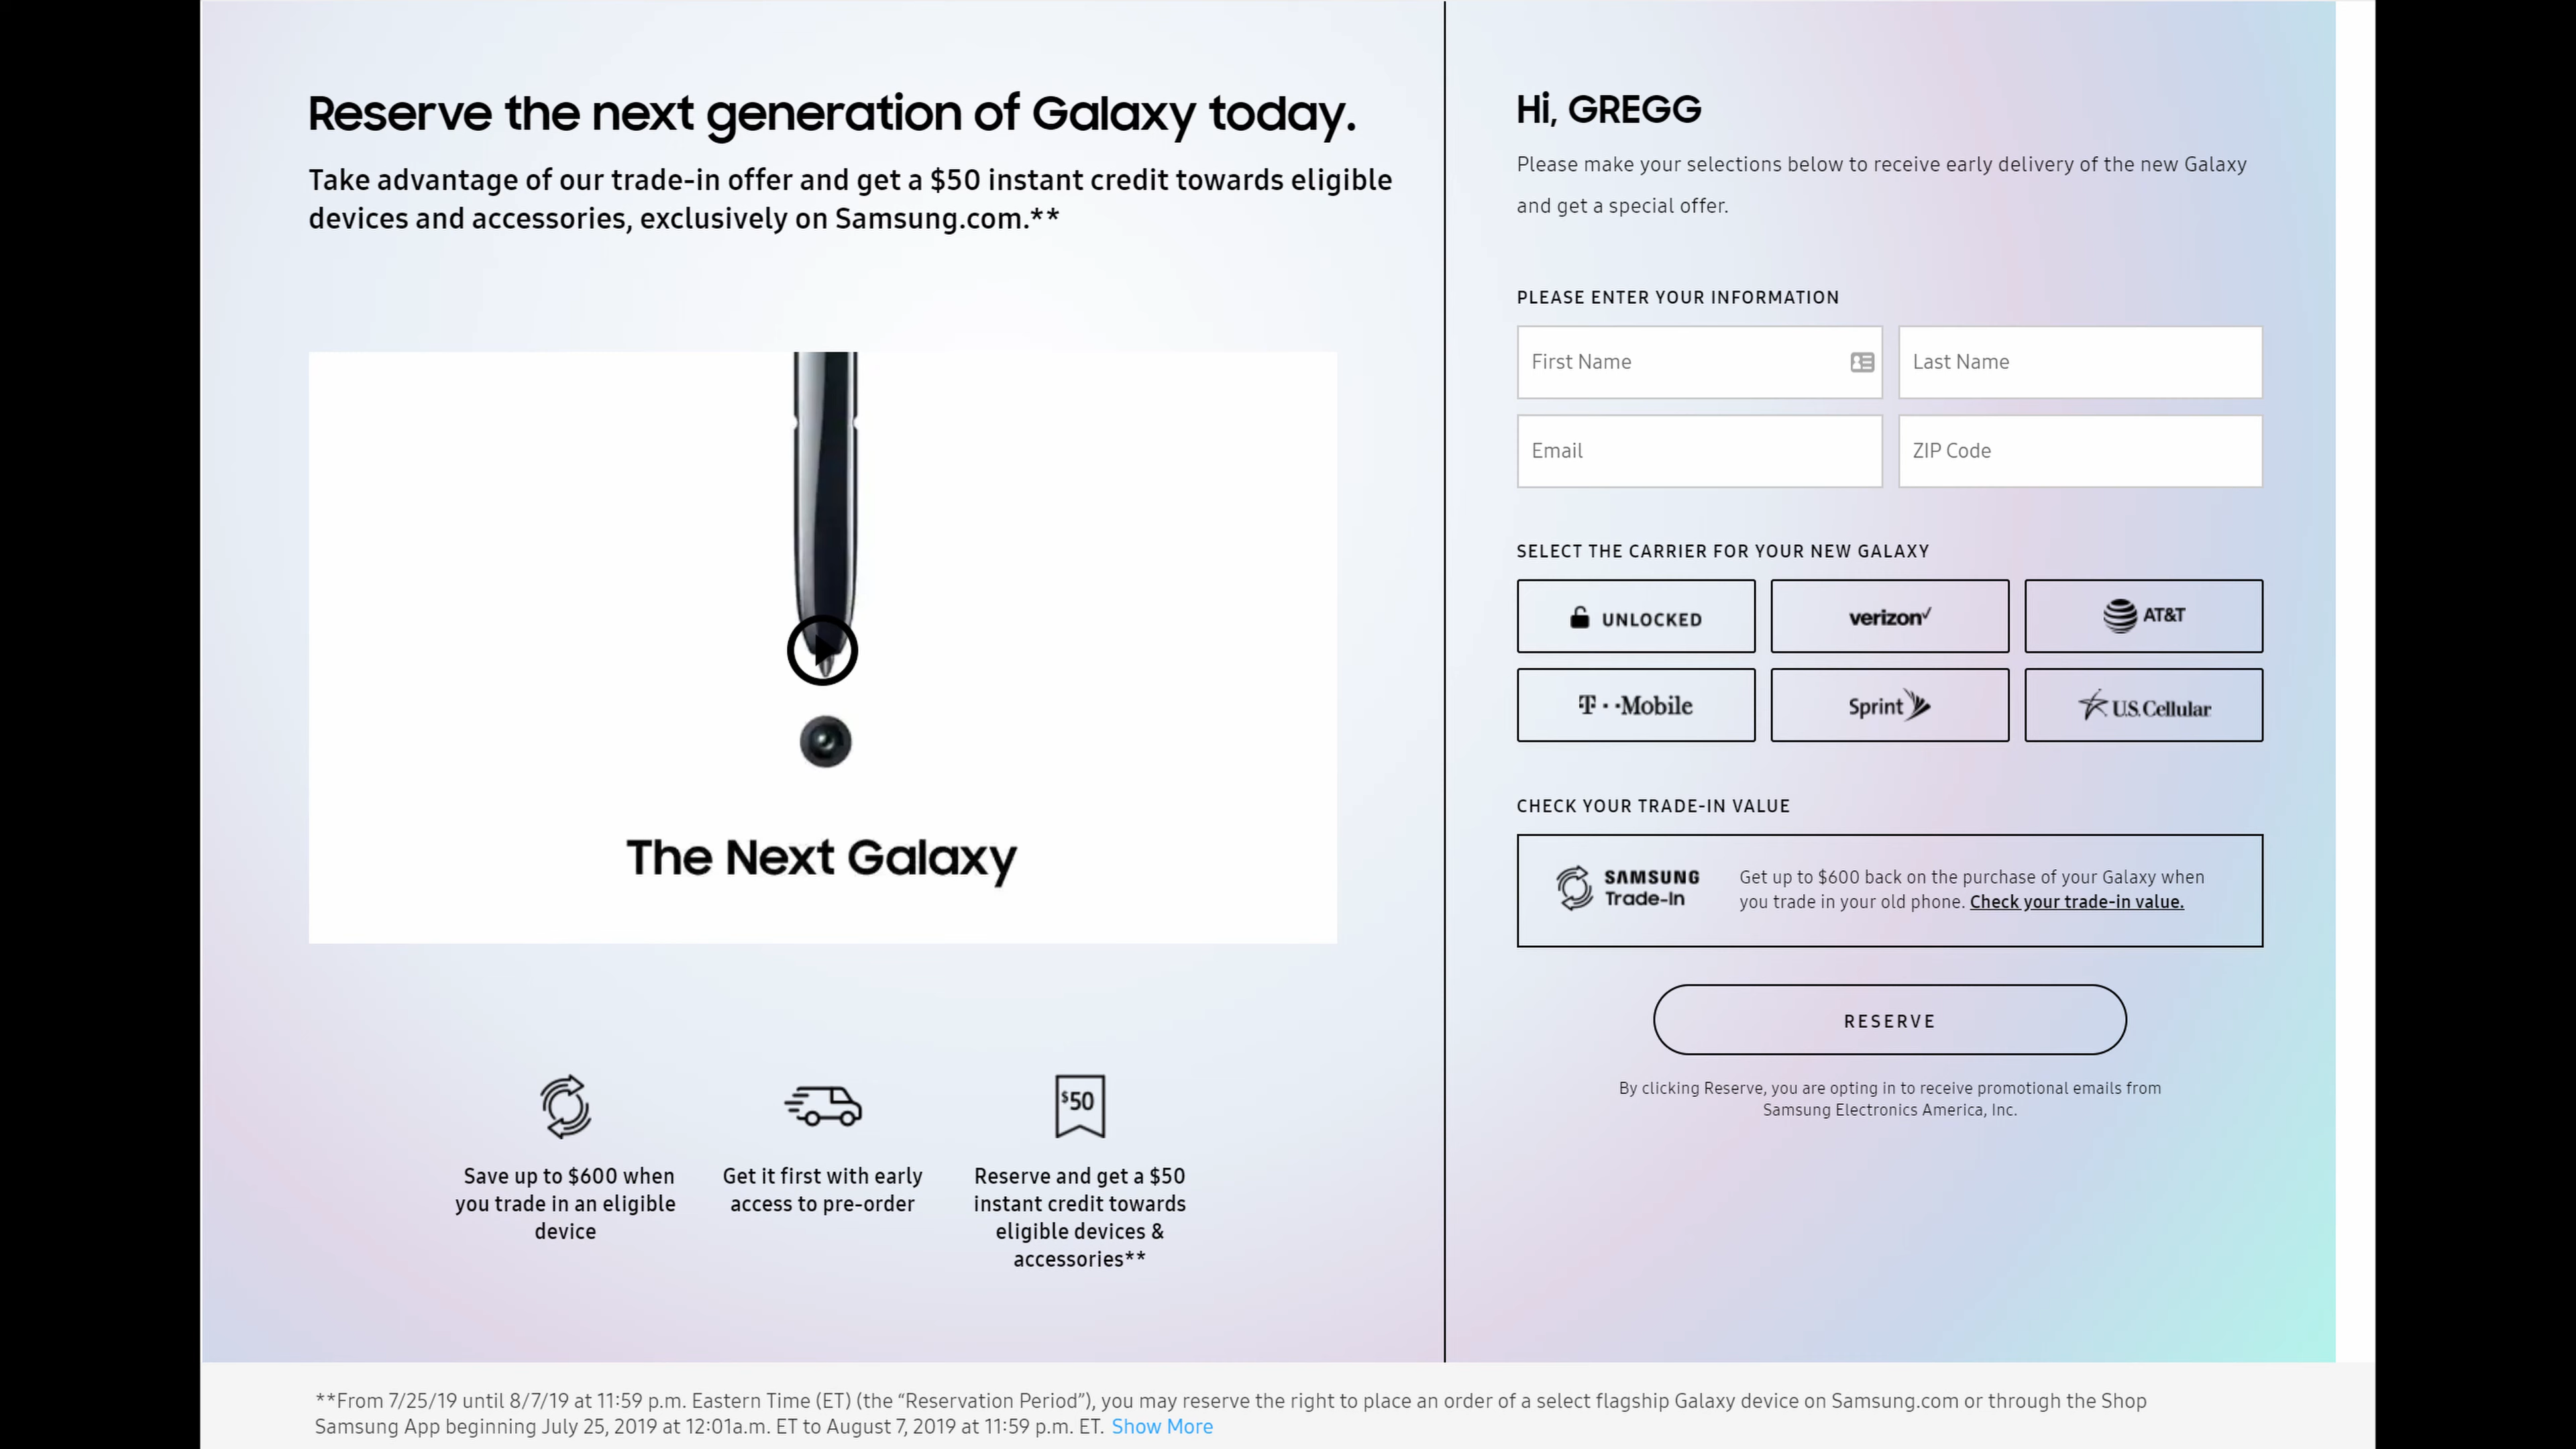 Reserve the next generation of Galaxy today.
Take advantage of our trade-in offer and get a $50 instant credit towards eligible
devices and accessories, exclusively on Samsung.com.**
The Next Galaxy
$50
Save up to $600 when
you trade in an eligible
device
Get it first with early
access to pre-order
Reserve and get a $50
instant credit towards
eligible devices &
accessories**
Hi, GREGG
Please make your selections below to receive early delivery of the new Galaxy
and get a special offer.
PLEASE ENTER YOUR INFORMATION
First Name
Last Name
Email
ZIP Code
SELECT THE CARRIER FOR YOUR NEW GALAXY
UNLOCKED
verizon✓
AT&T
T··Mobile
Sprint
U.S. Cellular
CHECK YOUR TRADE-IN VALUE
SAMSUNG
Trade-In
Get up to $600 back on the purchase of your Galaxy when
you trade in your old phone. Check your trade-in value.
RESERVE
By clicking Reserve, you are opting in to receive promotional emails from
Samsung Electronics America, Inc.
**From 7/25/19 until 8/7/19 at 11:59 p.m. Eastern Time (ET) (the “Reservation Period”), you may reserve the right to place an order of a select flagship Galaxy device on Samsung.com or through the Shop
Samsung App beginning July 25, 2019 at 12:01a.m. ET to August 7, 2019 at 11:59 p.m. ET. Show More